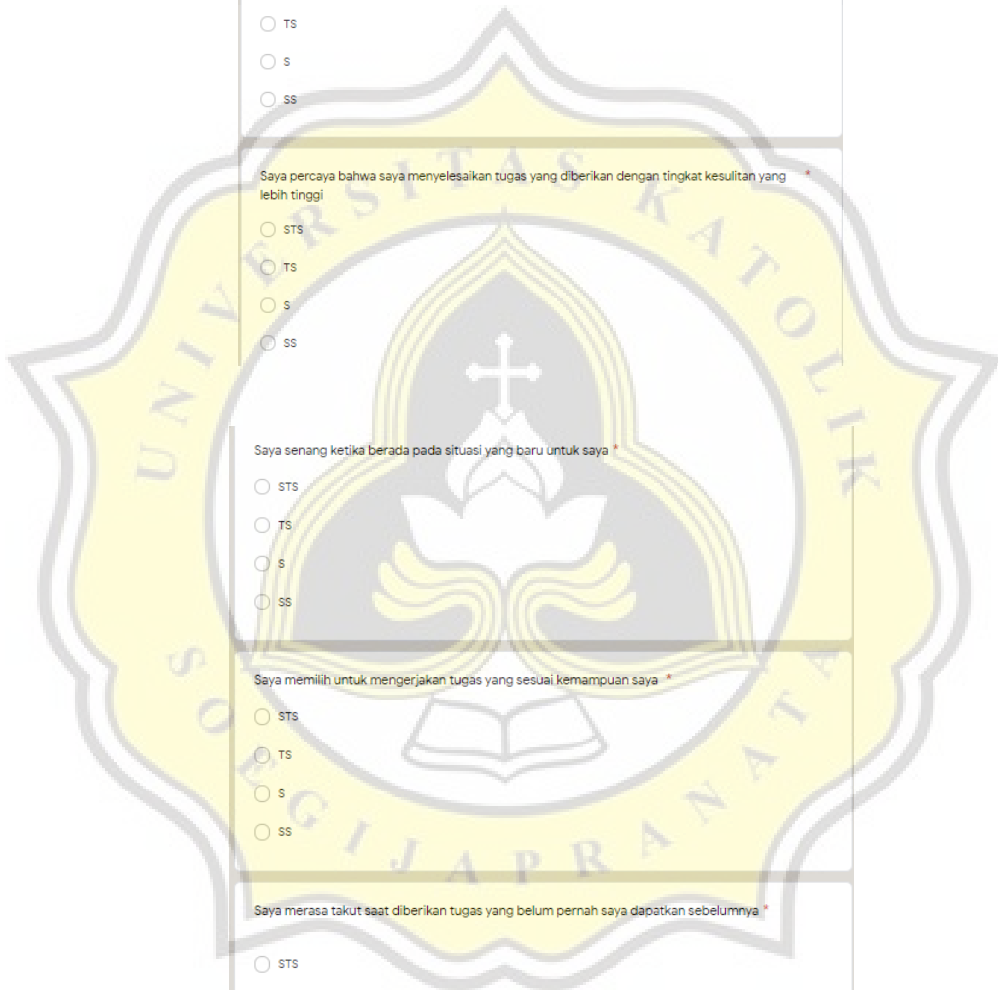 TS
S
SS
Saya percaya bahwa saya menyelesaikan tugas yang diberikan dengan tingkat kesulitan yang *
lebih tinggi
STS
TS
S
SS
Saya senang ketika berada pada situasi yang baru untuk saya *
STS
TS
S
SS
Saya memilih untuk mengerjakan tugas yang sesuai kemampuan saya *
STS
TS
S
SS
Saya merasa takut saat diberikan tugas yang belum pernah saya dapatkan sebelumnya *
STS
UNIVERSITAS KATOLIK
SOEGIJAPRANATA